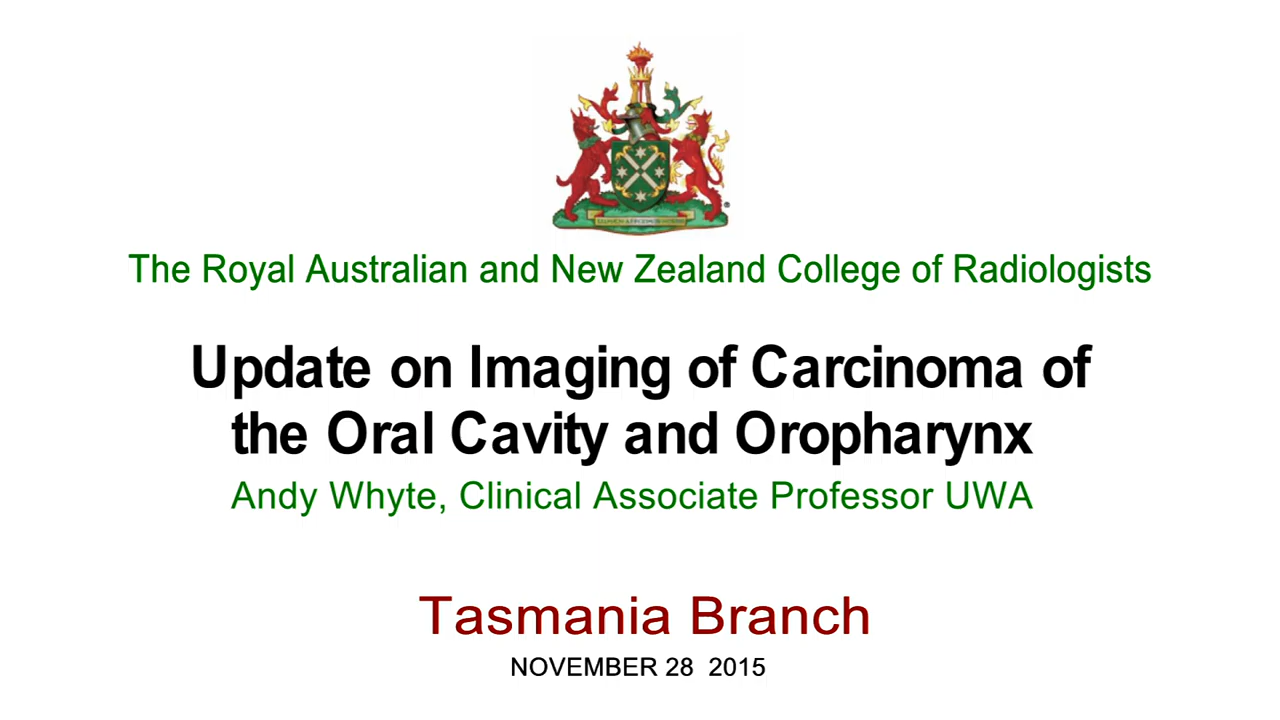 The Royal Australian and New Zealand College of Radiologists
Update on Imaging of Carcinoma of
the Oral Cavity and Oropharynx
Andy Whyte, Clinical Associate Professor UWA
Tasmania Branch
NOVEMBER 28 2015